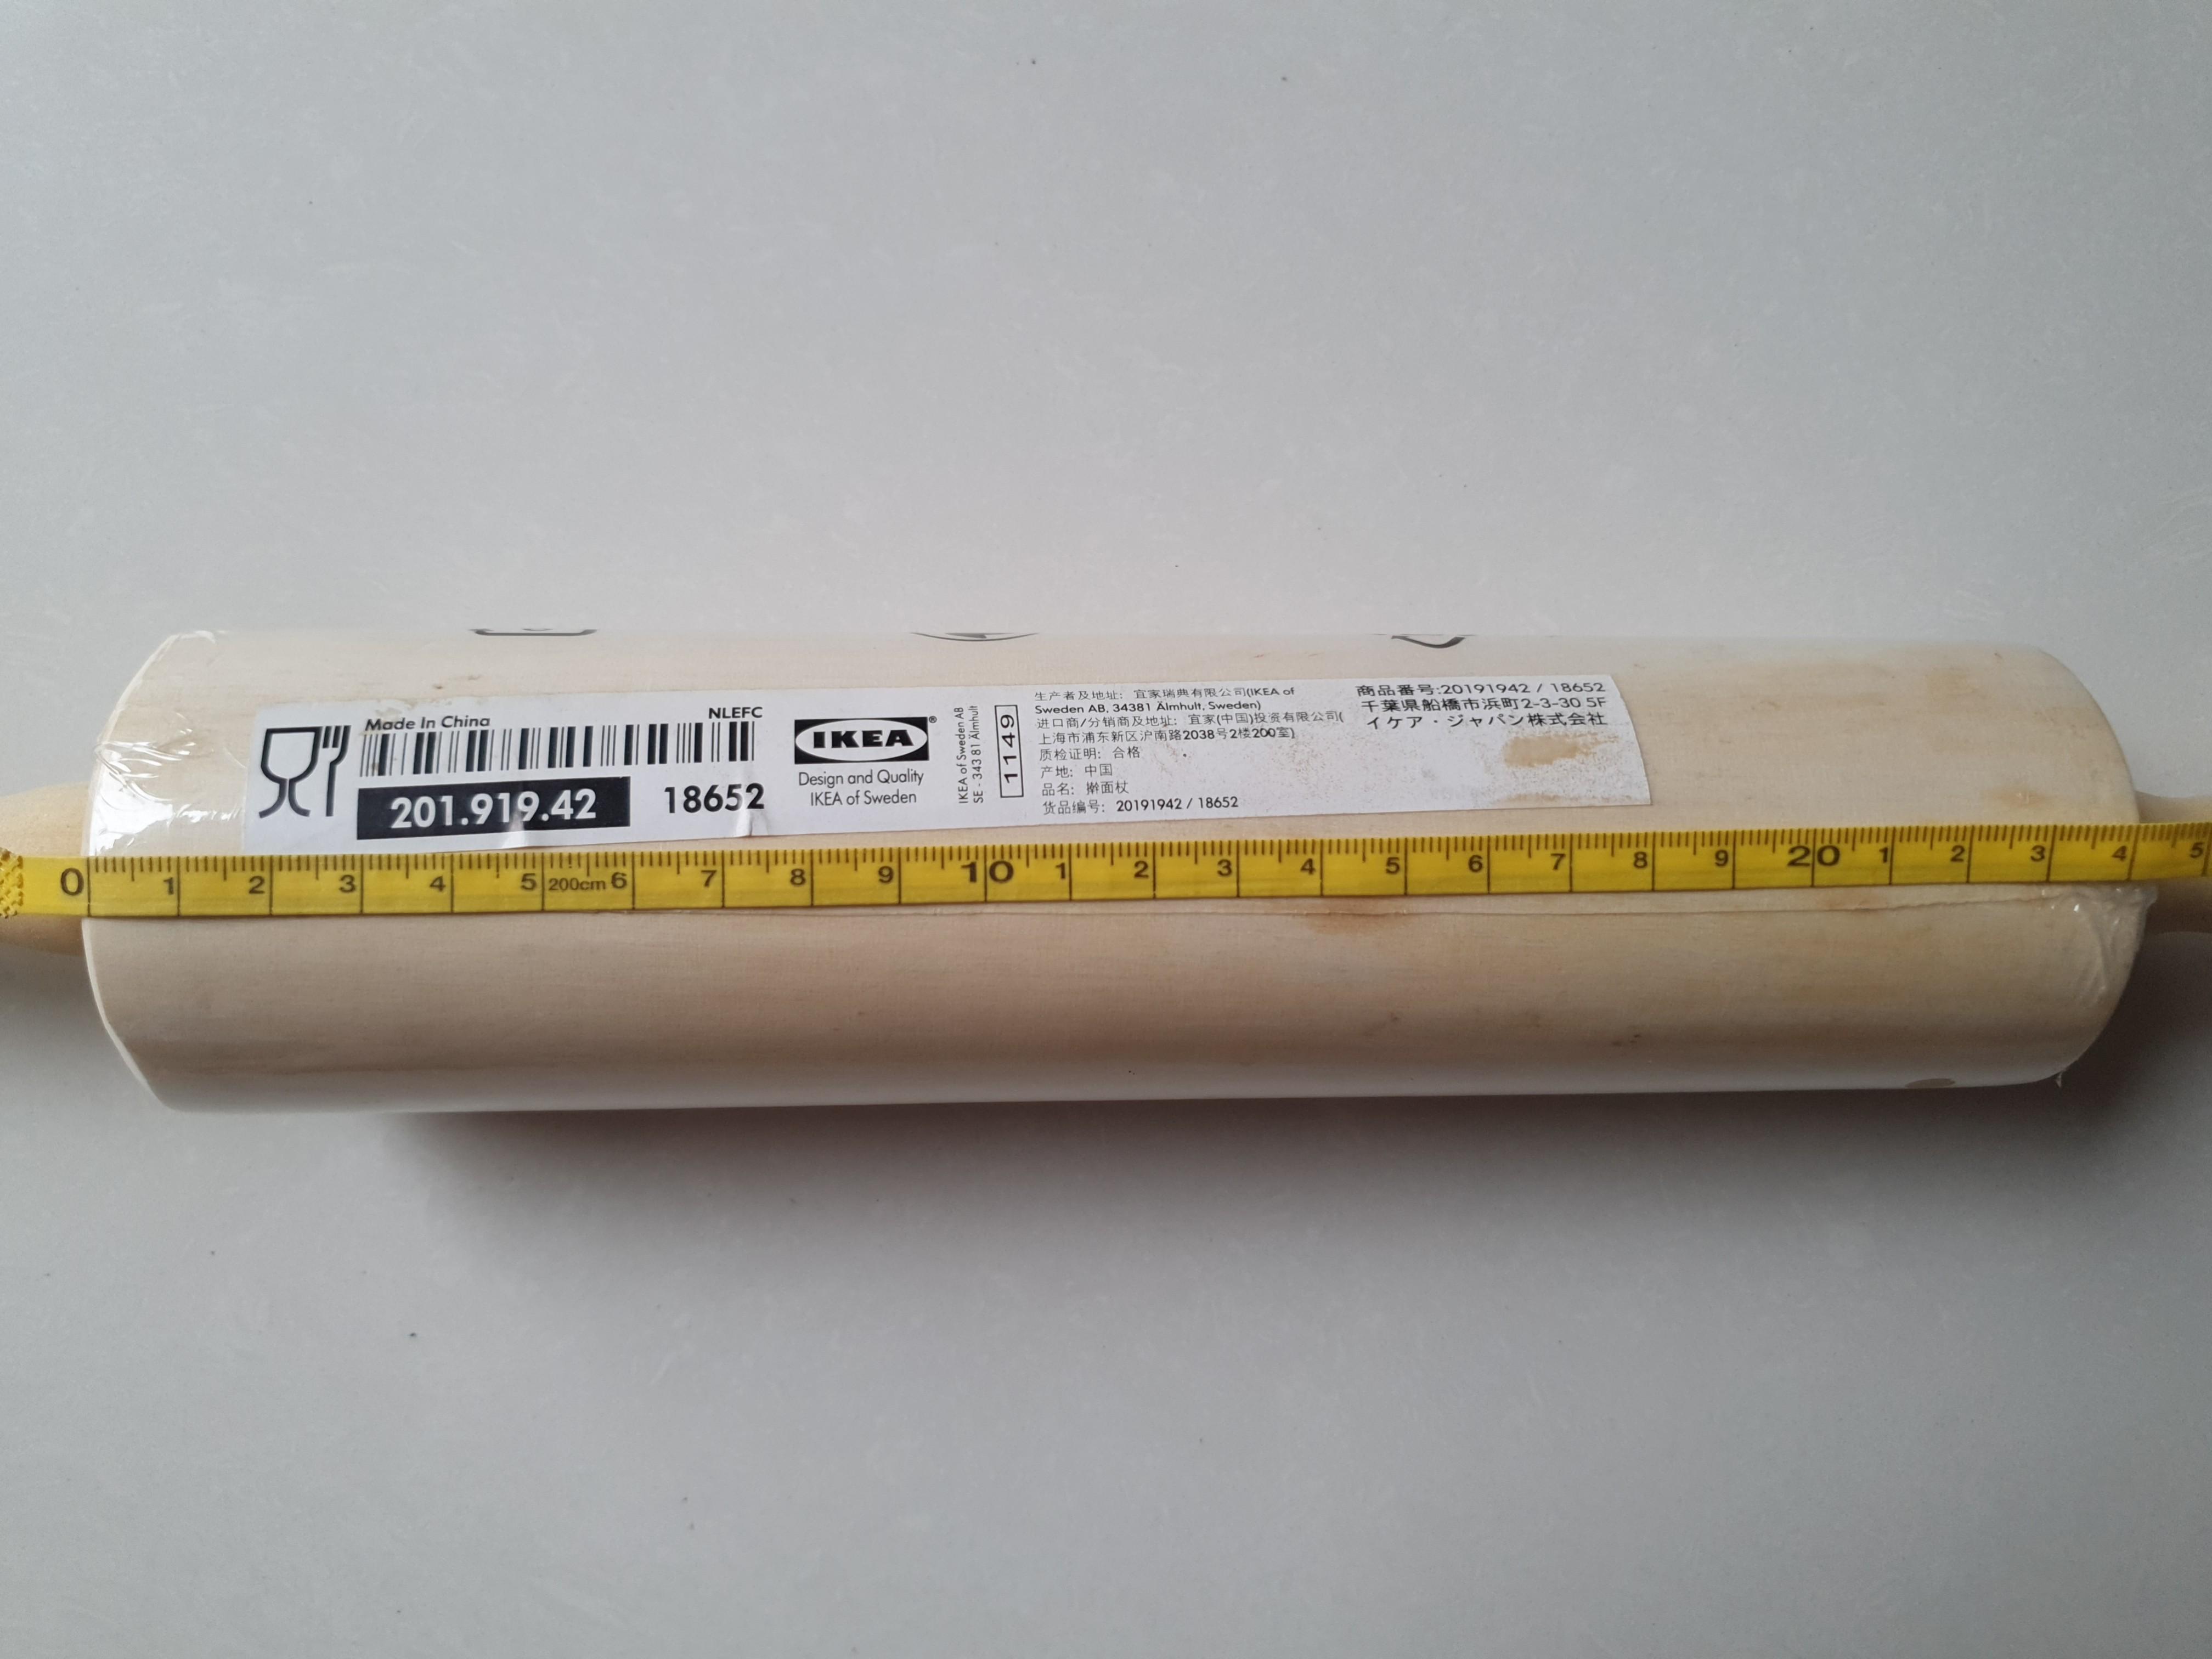 Made In China
NLEFC
201.919.42
18652
IKEA®
Design and Quality
IKEA of Sweden
IKEA of Sweden AB
SE - 343 81 Älmhult
1149
生产者及地址: 宜家瑞典有限公司(IKEA of
Sweden AB, 34381 Älmhult, Sweden)
进口商/分销商及地址: 宜家(中国)投资有限公司(
上海市浦东新区沪南路2038号2楼200室)
质检证明: 合格
产地: 中国
品名: 擀面杖
货品编号: 20191942 / 18652
商品番号:20191942 / 18652
千葉県船橋市浜町2-3-30 5F
イケア・ジャパン株式会社
0 1 2 3 4 5 200cm 6 7 8 9 10 1 2 3 4 5 6 7 8 9 20 1 2 3 4 5